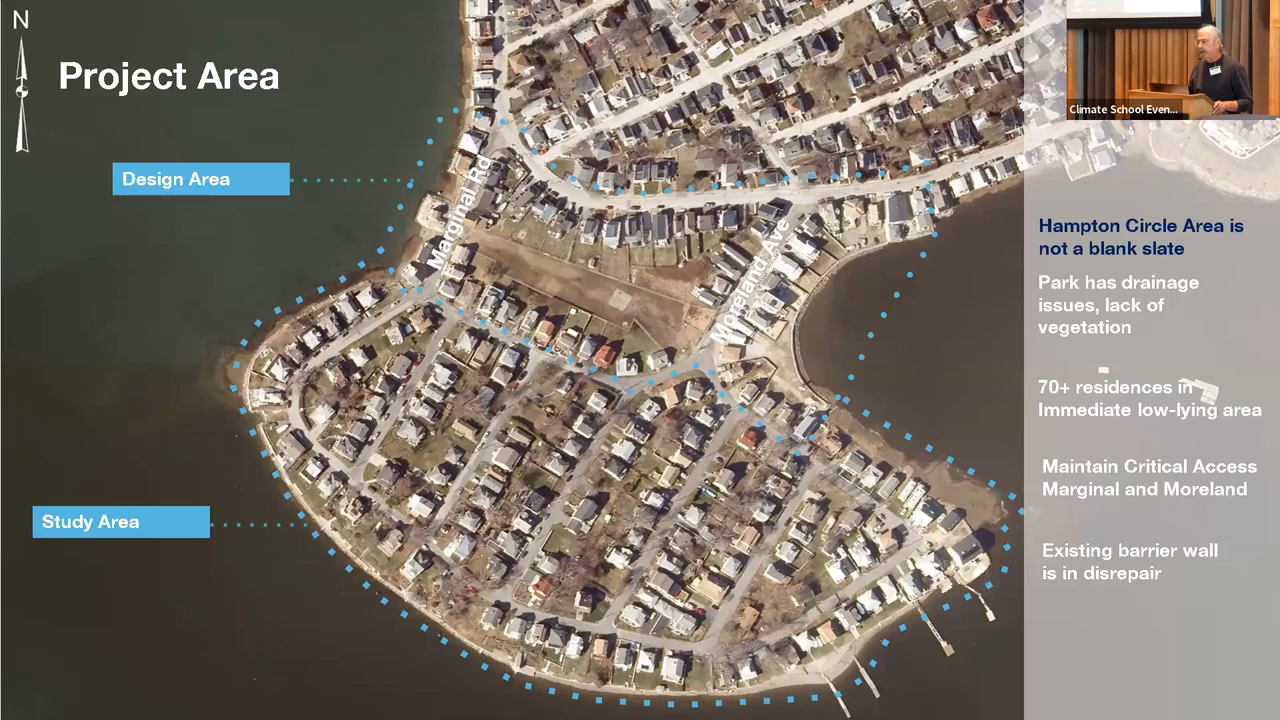 N
Project Area
Design Area
Study Area
Marginal Rd
Moreland Ave
Climate School Even...
Hampton Circle Area is
not a blank slate
Park has drainage
issues, lack of
vegetation
70+ residences in
Immediate low-lying area
Maintain Critical Access
Marginal and Moreland
Existing barrier wall
is in disrepair